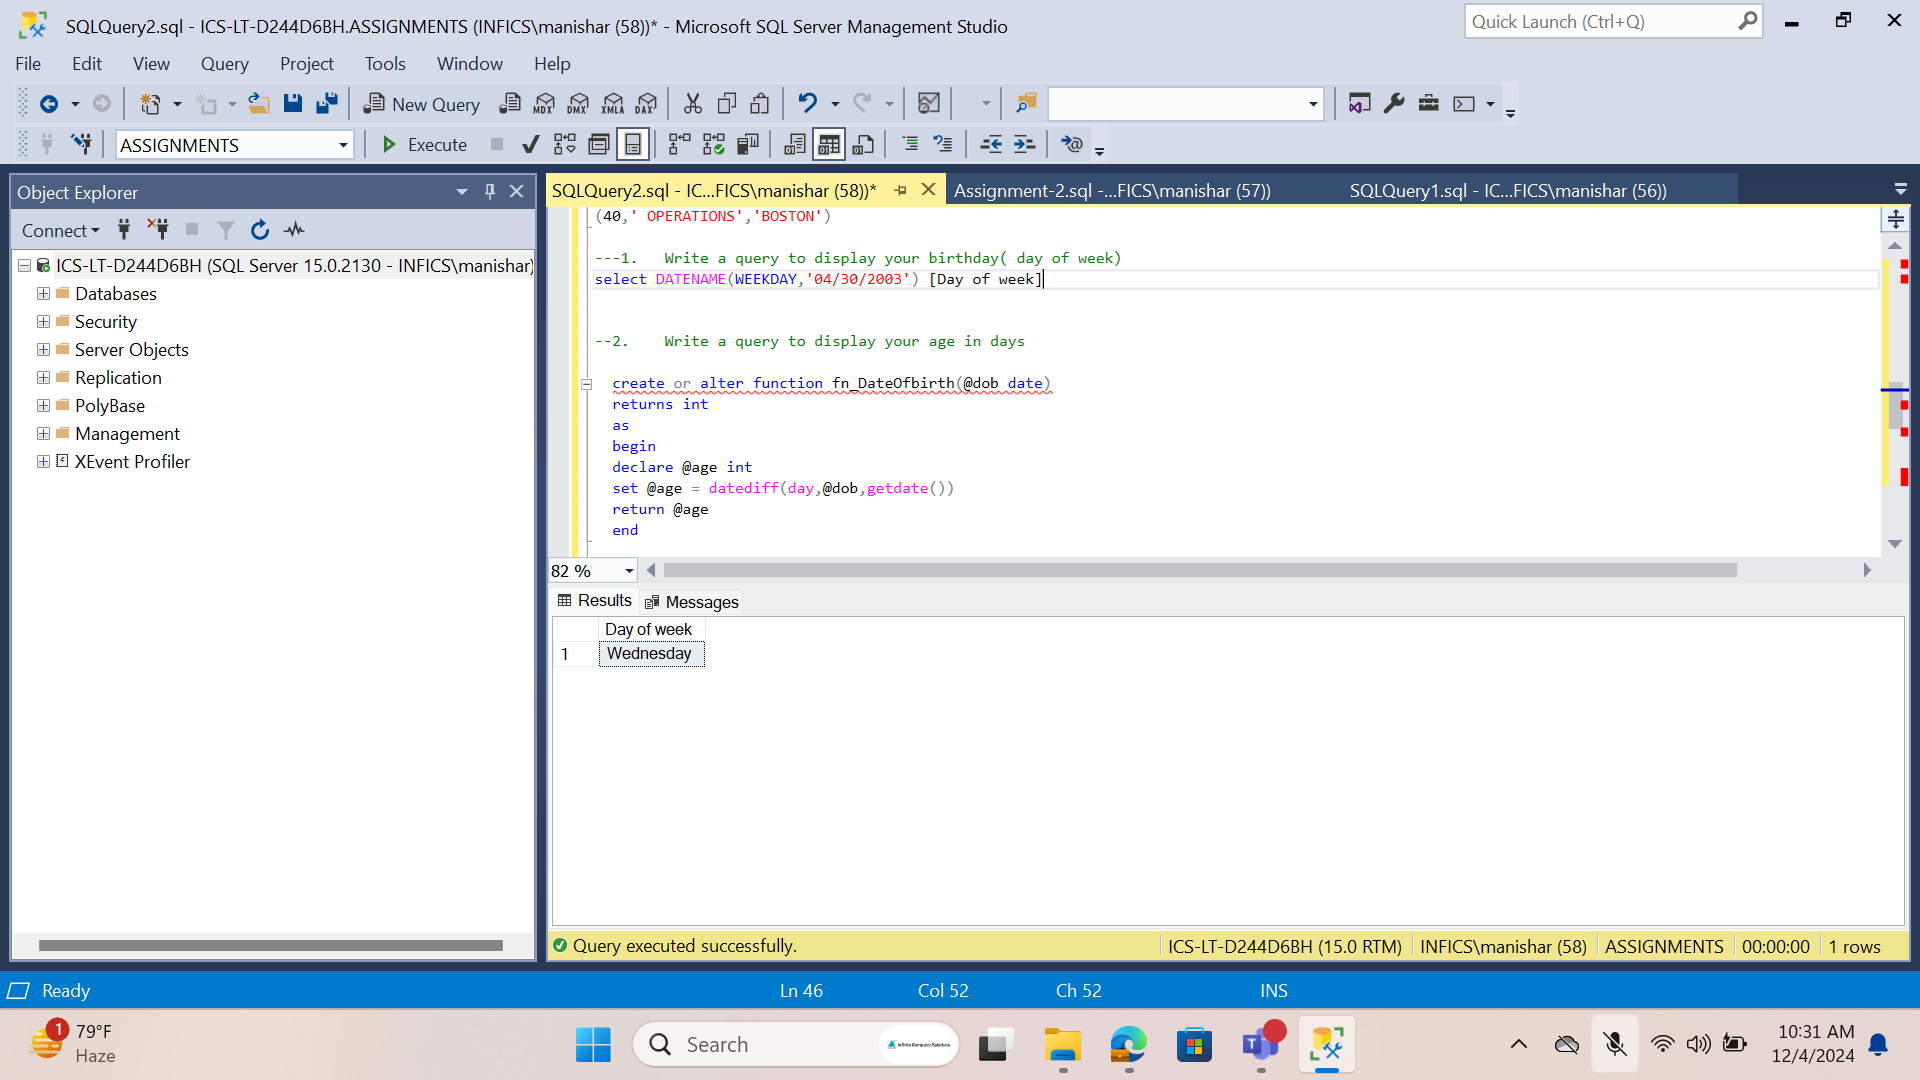 SQLQuery2.sql - ICS-LT-D244D6BH.ASSIGNMENTS (INFICS\manishar (58))* - Microsoft SQL Server Management Studio
Quick Launch (Ctrl+Q)
File Edit View Query Project Tools Window Help
New Query MDX DMX XMLA DAX
ASSIGNMENTS Execute
Object Explorer
Connect
ICS-LT-D244D6BH (SQL Server 15.0.2130 - INFICS\manishar)
Databases
Security
Server Objects
Replication
PolyBase
Management
XEvent Profiler
SQLQuery2.sql - IC...FICS\manishar (58))* Assignment-2.sql -...FICS\manishar (57)) SQLQuery1.sql - IC...FICS\manishar (56))
(40,' OPERATIONS','BOSTON')
---1.   Write a query to display your birthday( day of week)
select DATENAME(WEEKDAY,'04/30/2003') [Day of week]
--2.    Write a query to display your age in days
create or alter function fn_DateOfbirth(@dob date)
returns int
as
begin
declare @age int
set @age = datediff(day,@dob,getdate())
return @age
end
82 %
Results Messages
Day of week
1 Wednesday
Query executed successfully. ICS-LT-D244D6BH (15.0 RTM) INFICS\manishar (58) ASSIGNMENTS 00:00:00 1 rows
Ready Ln 46 Col 52 Ch 52 INS
1
79°F
Haze
Search
Infinite Computer Solutions
10:31 AM
12/4/2024